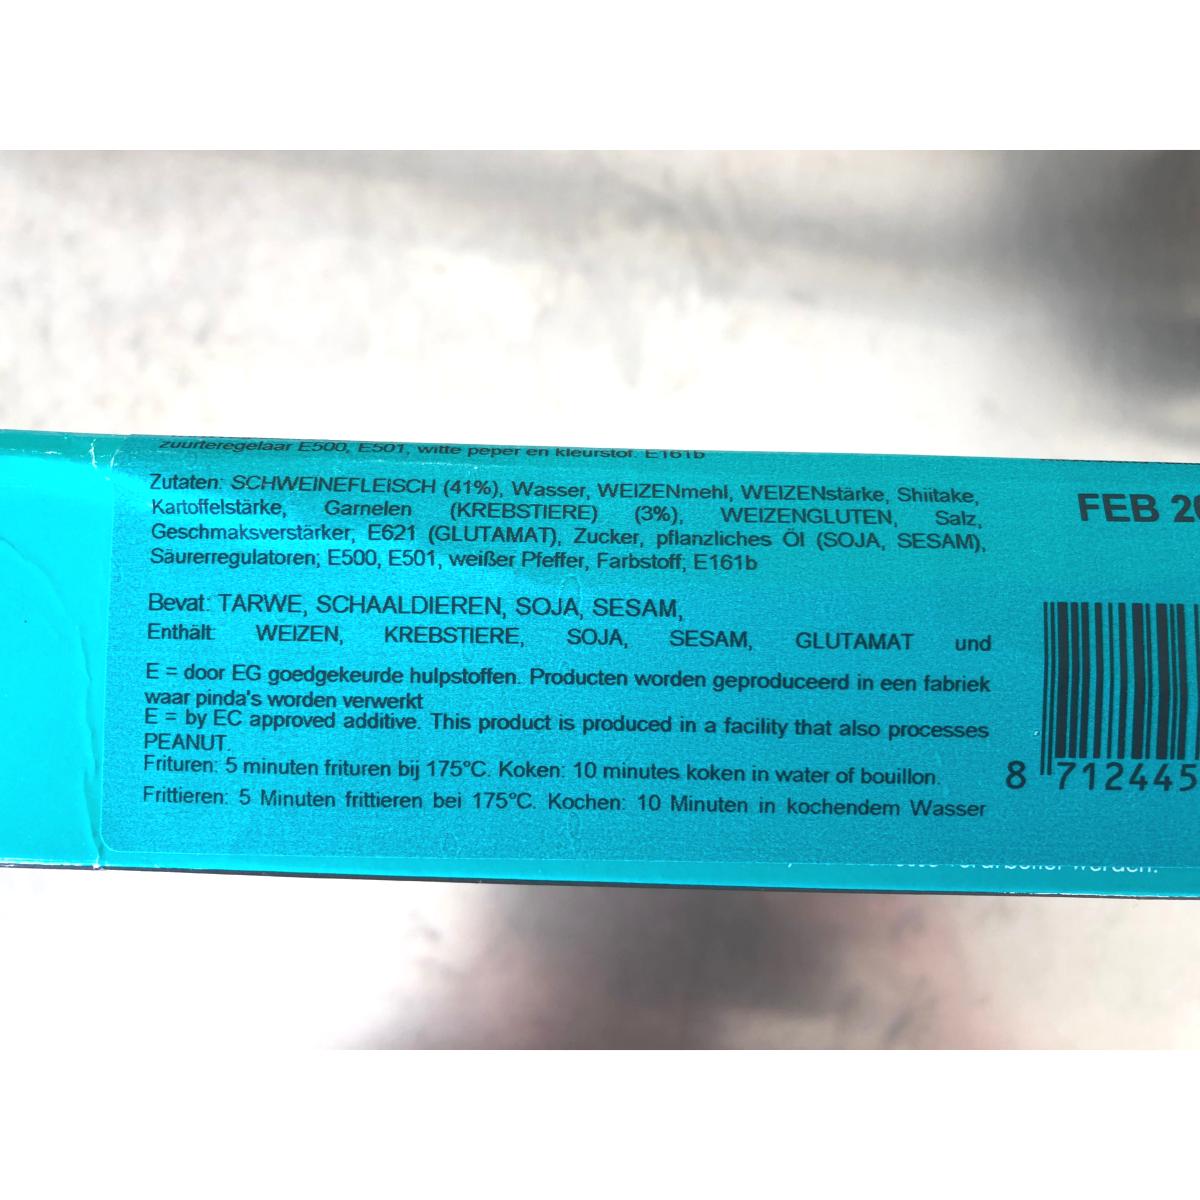 zuurteregelaar E500, E501, witte peper en kleurstof. E161b
Zutaten: SCHWEINEFLEISCH (41%), Wasser, WEIZENmehl, WEIZENstärke, Shiitake,
Kartoffelstärke, Garnelen (KREBSTIERE) (3%), WEIZENGLUTEN, Salz,
Geschmaksverstärker, E621 (GLUTAMAT), Zucker, pflanzliches Öl (SOJA, SESAM),
Säurerregulatoren; E500, E501, weißer Pfeffer, Farbstoff, E161b
Bevat: TARWE, SCHAALDIEREN, SOJA, SESAM,
Enthält: WEIZEN, KREBSTIERE, SOJA, SESAM, GLUTAMAT und
E = door EG goedgekeurde hulpstoffen. Producten worden geproduceerd in een fabriek
waar pinda's worden verwerkt
E = by EC approved additive. This product is produced in a facility that also processes
PEANUT.
Frituren: 5 minuten frituren bij 175°C. Koken: 10 minutes koken in water of bouillon.
Frittieren: 5 Minuten frittieren bei 175°C. Kochen: 10 Minuten in kochendem Wasser
FEB 20
8 712445
werden.